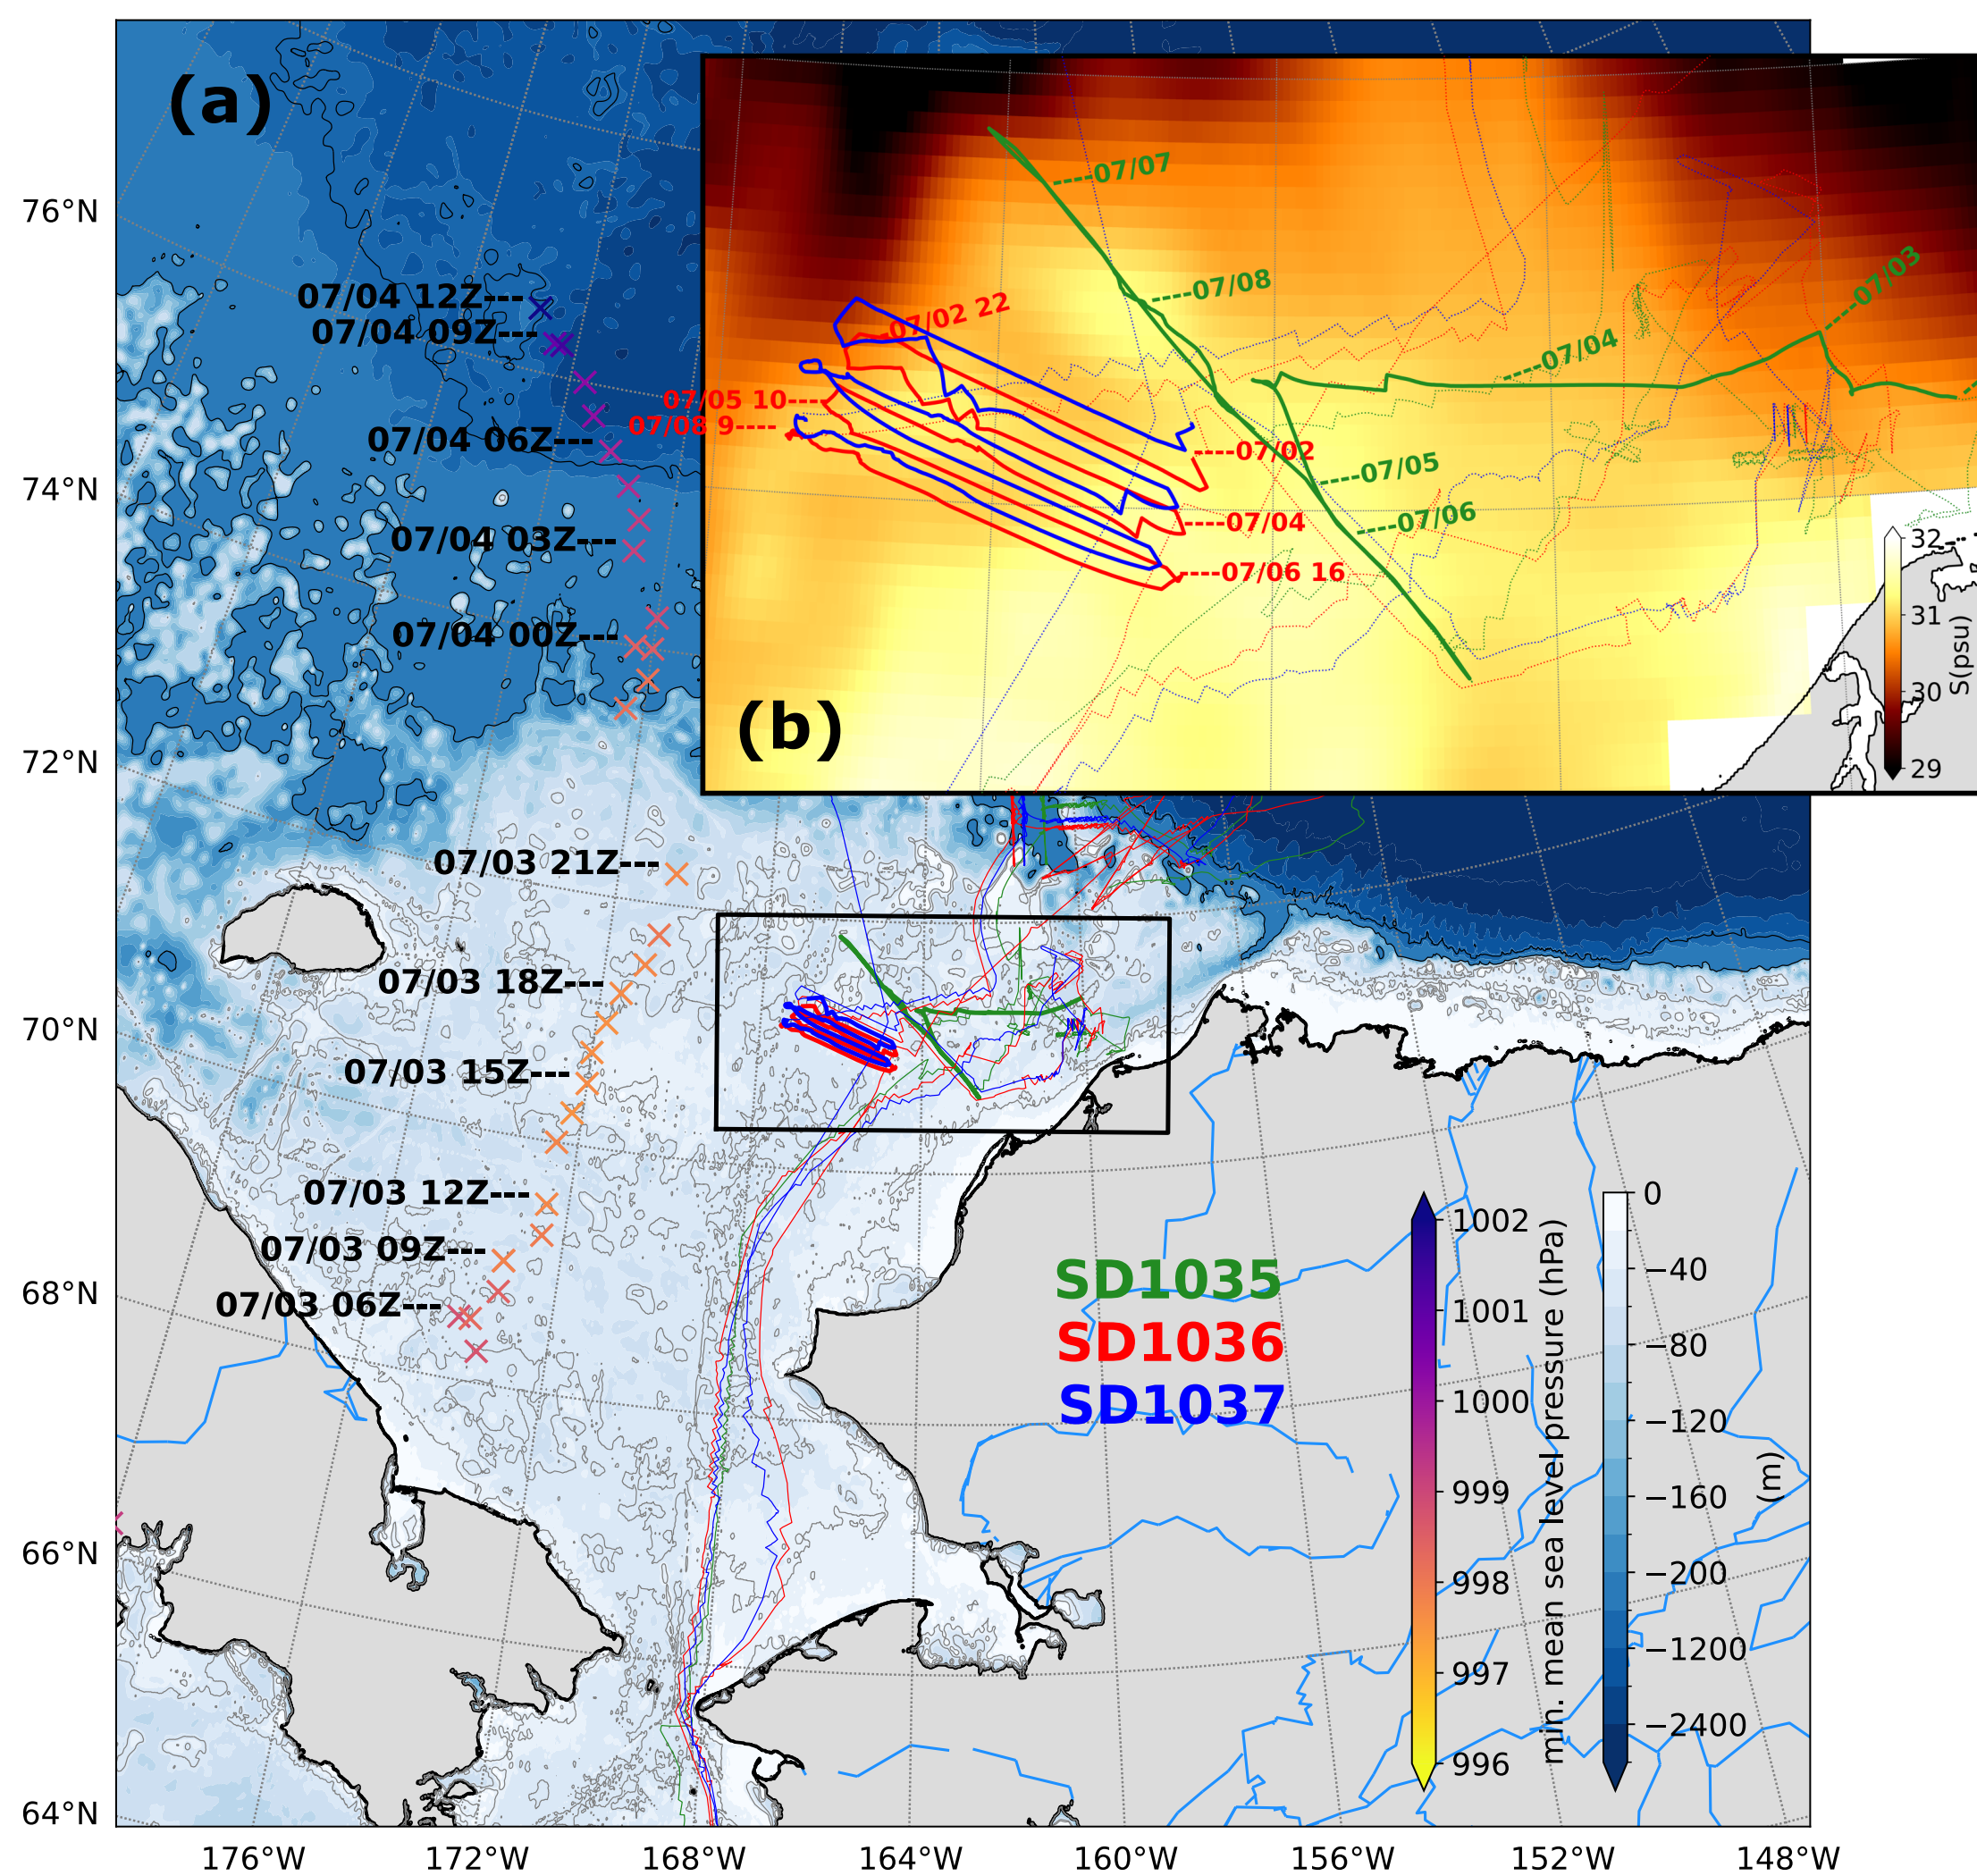 (a)
76°N
74°N
72°N
70°N
68°N
66°N
64°N
176°W
172°W
168°W
164°W
160°W
156°W
152°W
148°W
07/04 12Z---
07/04 09Z---
07/04 06Z---
07/04 03Z---
07/04 00Z---
07/03 21Z---
07/03 18Z---
07/03 15Z---
07/03 12Z---
07/03 09Z---
07/03 06Z---
(b)
----07/07
----07/08
-07/02 22
07/05 10----
07/08 9----
----07/02
----07/04
----07/06 16
----07/05
----07/06
---07/04
---07/03
32
31
30
29
S(psu)
SD1035
SD1036
SD1037
1002
1001
1000
999
998
997
996
min. mean sea level pressure (hPa)
0
−40
−80
−120
−160
−200
−1200
−2400
(m)